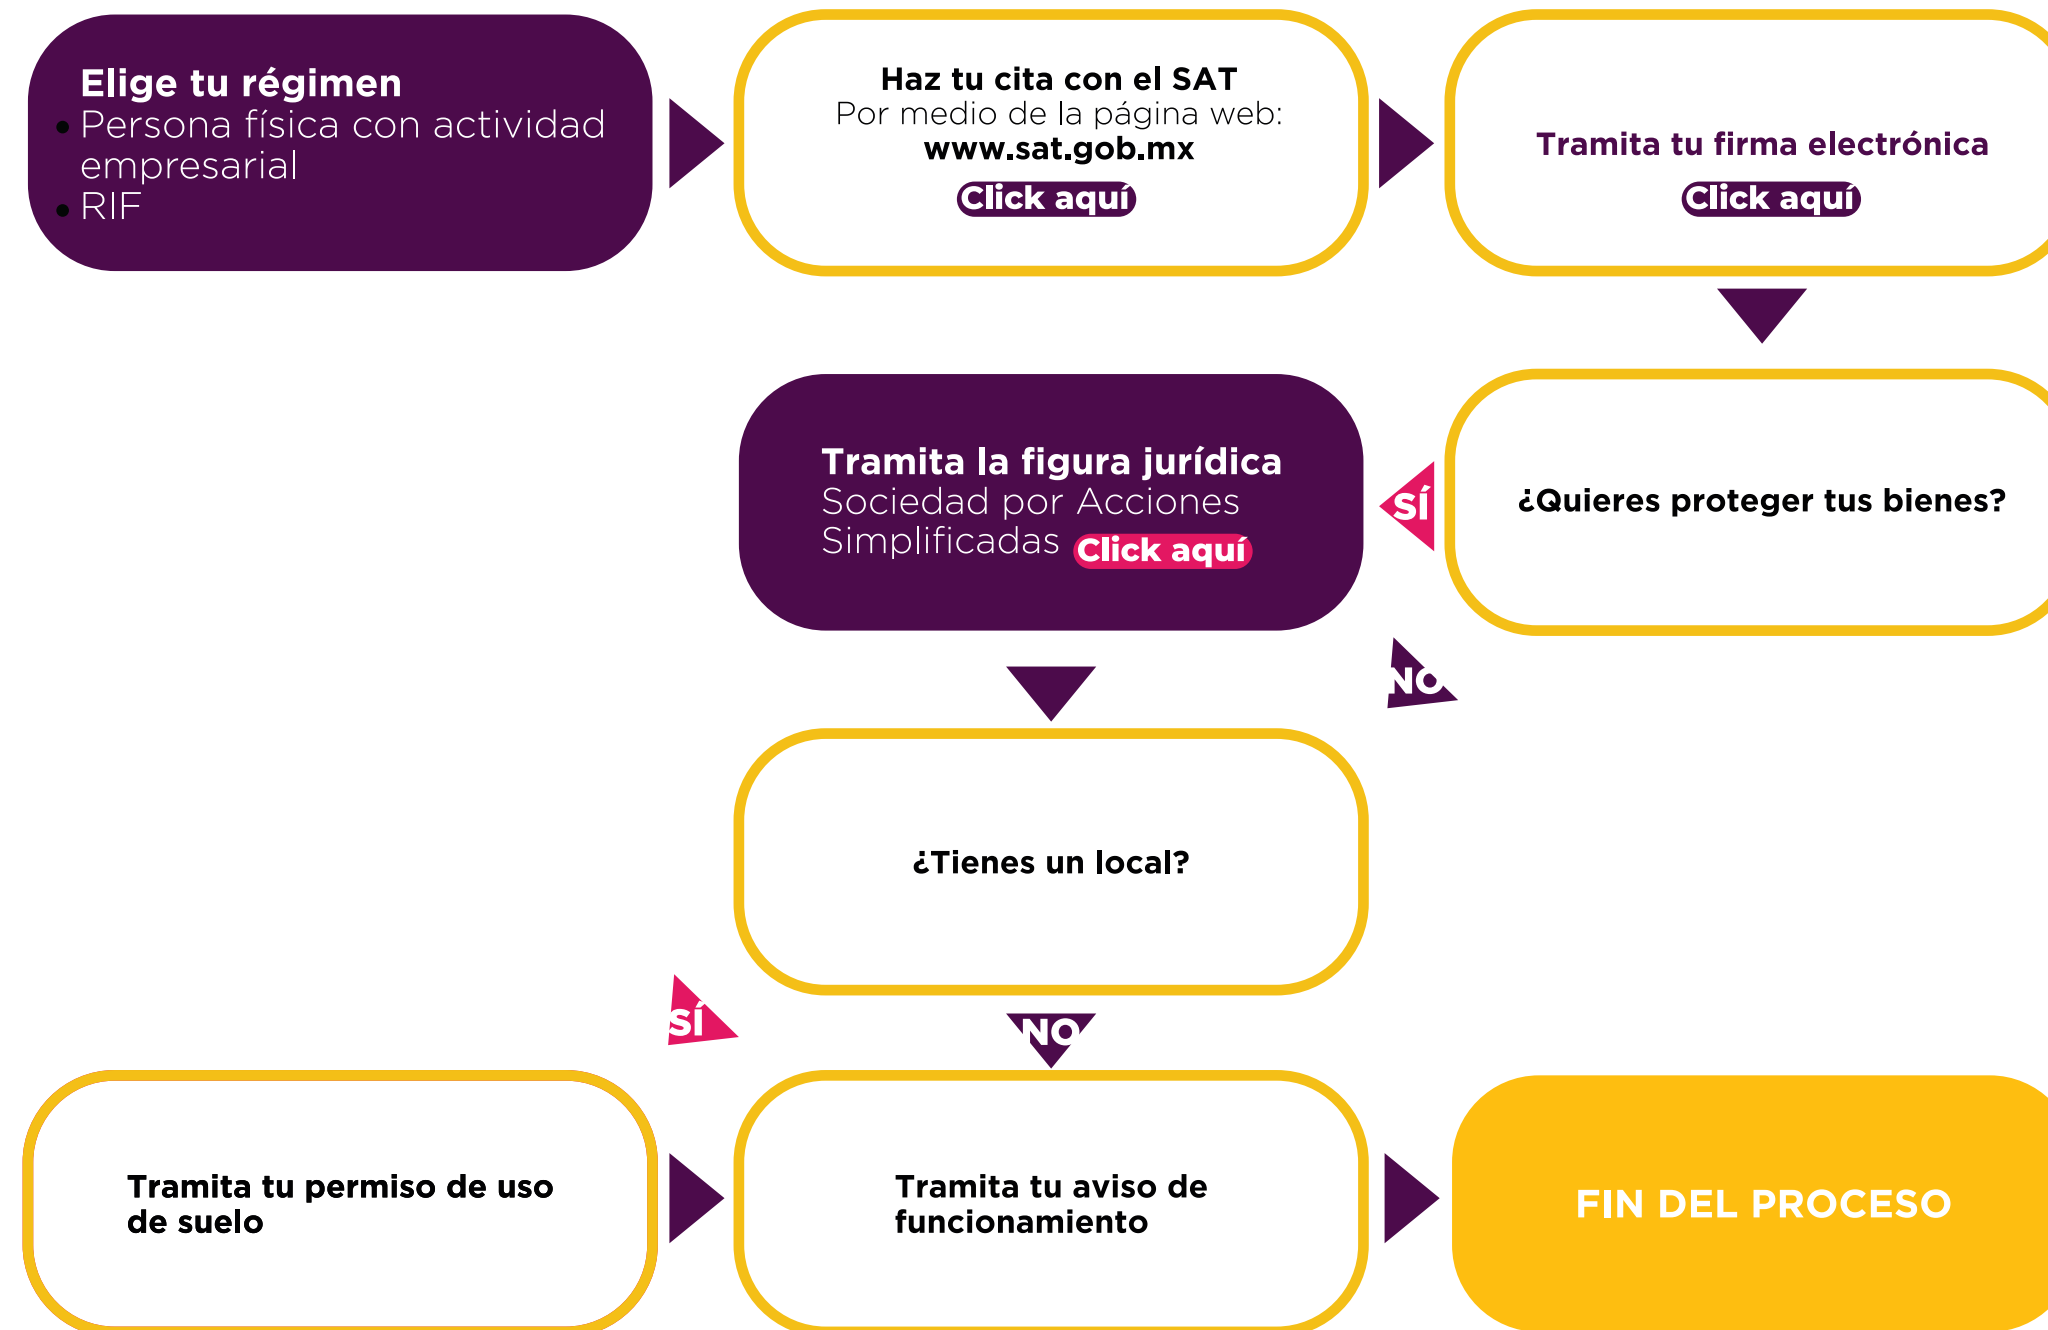 Elige tu régimen
Persona física con actividad
empresarial
RIF
Haz tu cita con el SAT
Por medio de la página web:
www.sat.gob.mx
Click aquí
Tramita tu firma electrónica
Click aquí
Tramita la figura jurídica
Sociedad por Acciones
Simplificadas Click aquí
SÍ
¿Quieres proteger tus bienes?
NO
¿Tienes un local?
SÍ
NO
Tramita tu permiso de uso
de suelo
Tramita tu aviso de
funcionamiento
FIN DEL PROCESO